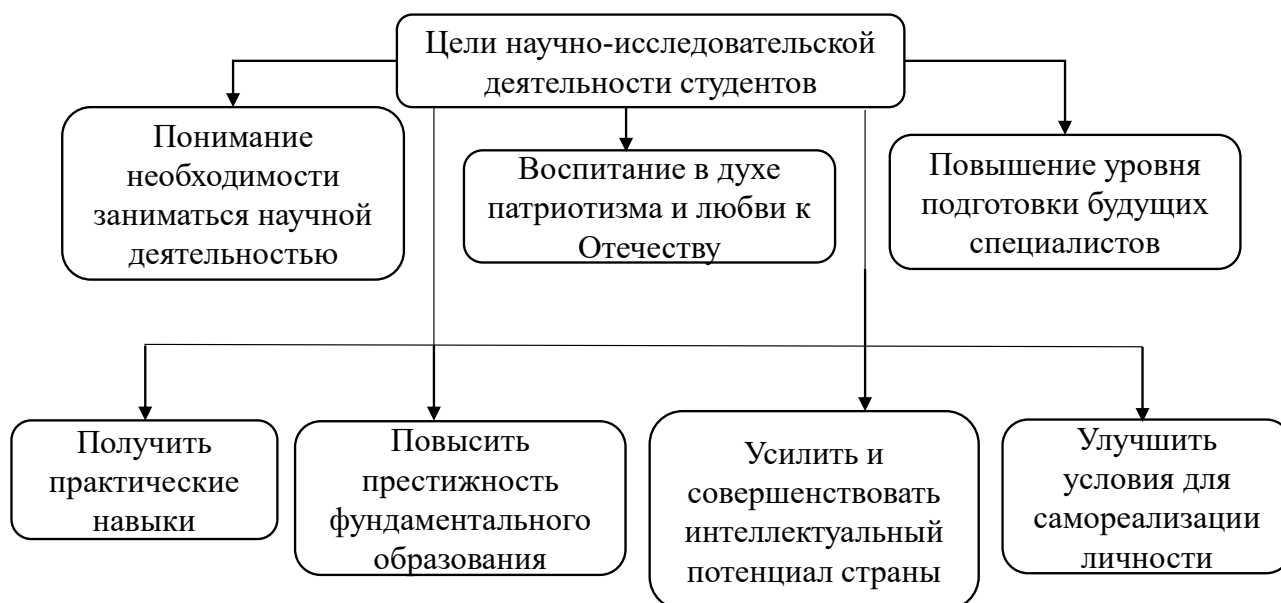 Цели научно-исследовательской
деятельности студентов
Понимание
необходимости
заниматься научной
деятельностью
Воспитание в духе
патриотизма и любви к
Отечеству
Повышение уровня
подготовки будущих
специалистов
Получить
практические
навыки
Повысить
престижность
фундаментального
образования
Усилить и
совершенствовать
интеллектуальный
потенциал страны
Улучшить
условия для
самореализации
личности